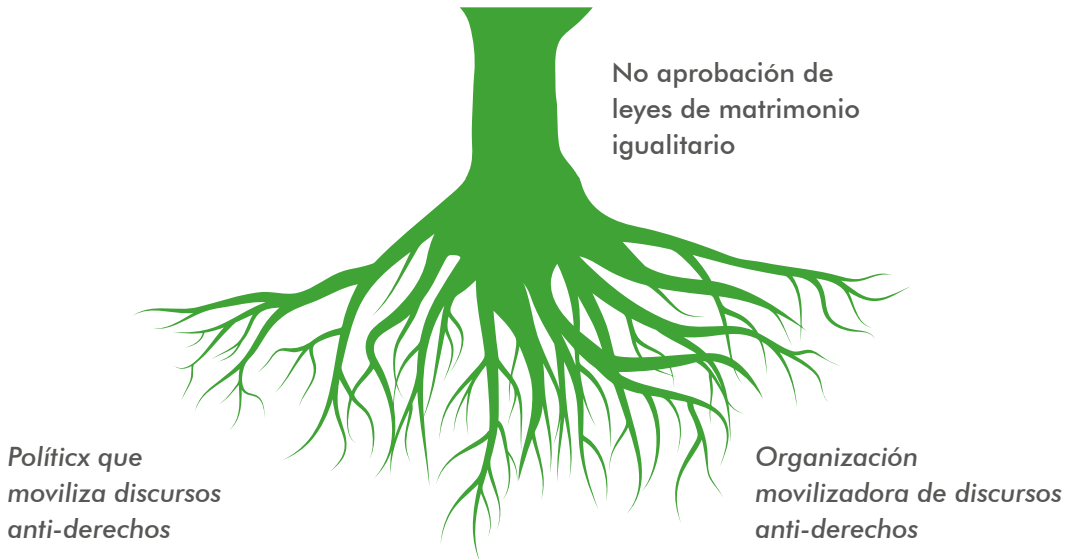 No aprobación de
leyes de matrimonio
igualitario
Políticx que
moviliza discursos
anti-derechos
Organización
movilizadora de discursos
anti-derechos